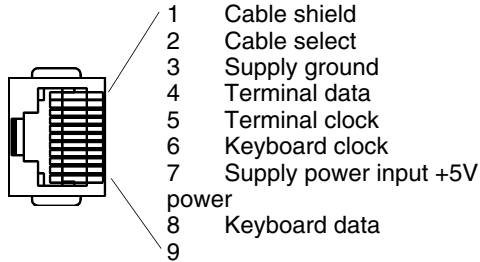 1 Cable shield
2 Cable select
3 Supply ground
4 Terminal data
5 Terminal clock
6 Keyboard clock
7 Supply power input +5V
power
8 Keyboard data
9